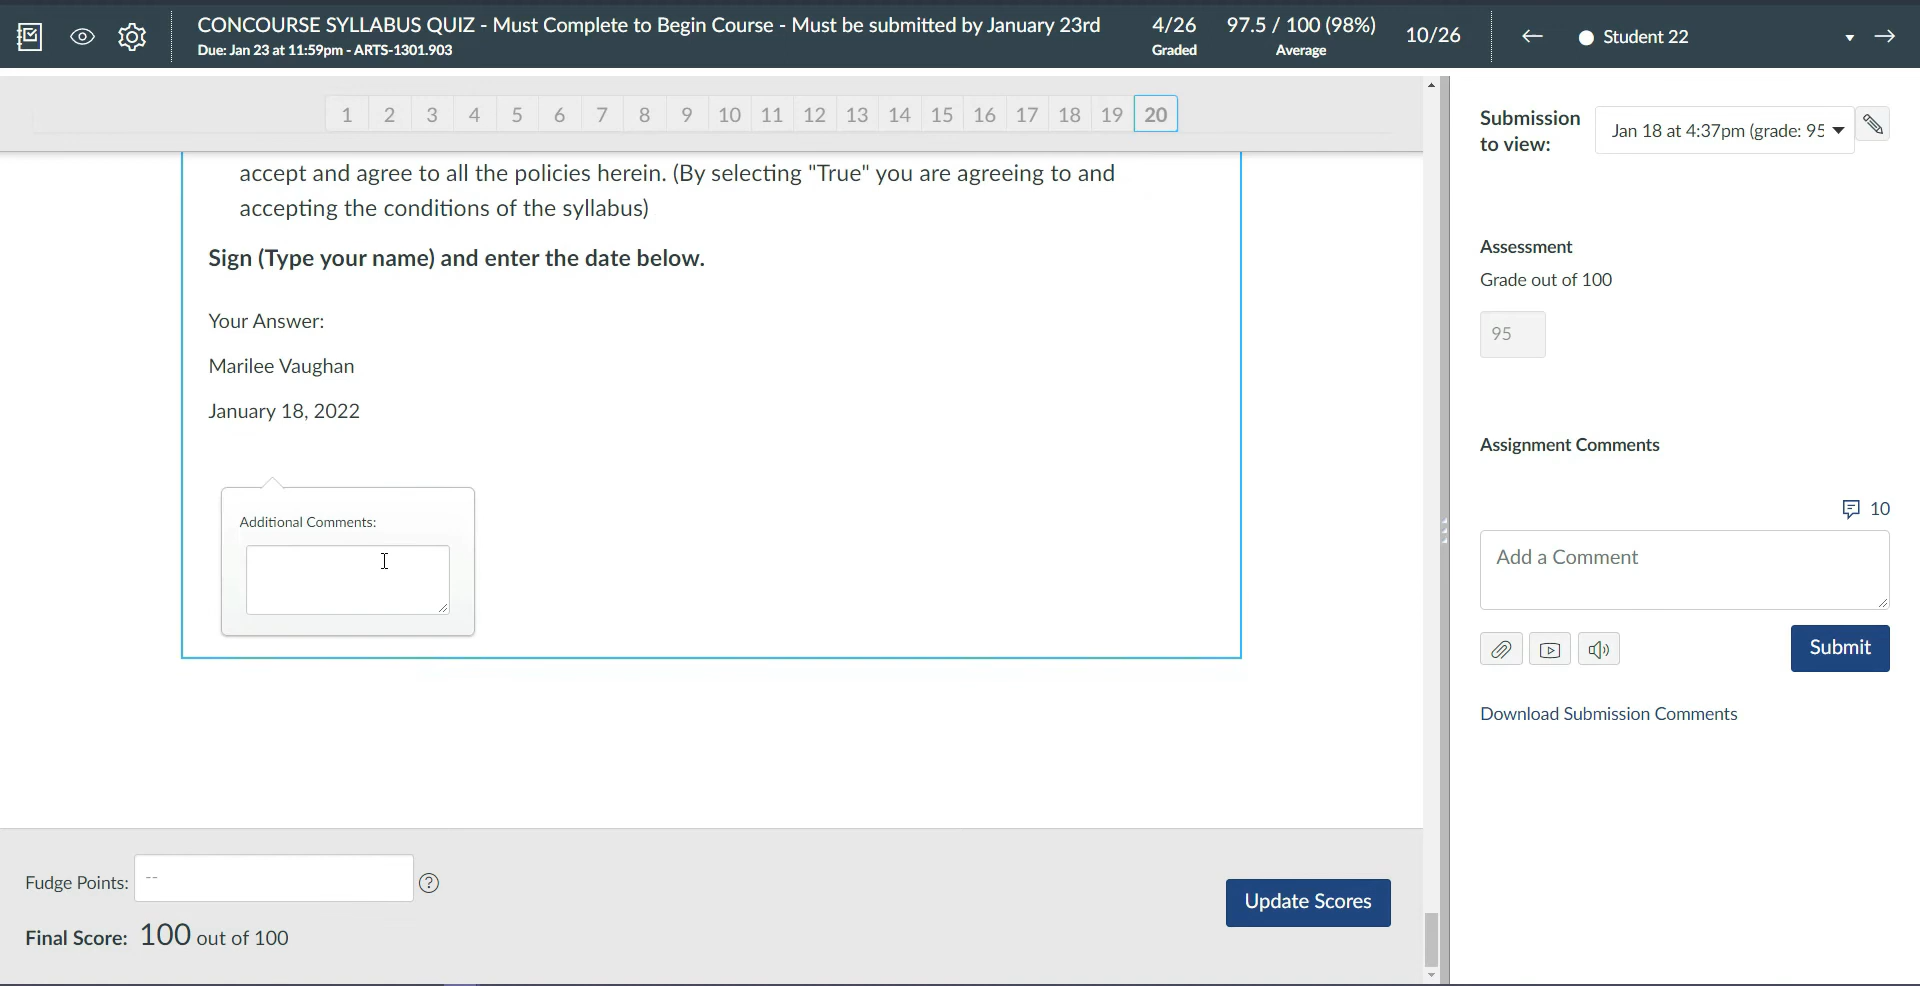 CONCOURSE SYLLABUS QUIZ - Must Complete to Begin Course - Must be submitted by January 23rd
Due: Jan 23 at 11:59pm - ARTS-1301.903
4/26
Graded
97.5 / 100 (98%)
Average
10/26
Student 22
1 2 3 4 5 6 7 8 9 10 11 12 13 14 15 16 17 18 19 20
accept and agree to all the policies herein. (By selecting "True" you are agreeing to and
accepting the conditions of the syllabus)
Sign (Type your name) and enter the date below.
Your Answer:
Marilee Vaughan
January 18, 2022
Additional Comments:
Fudge Points: --
Final Score: 100 out of 100
Update Scores
Submission
to view:
Jan 18 at 4:37pm (grade: 95
Assessment
Grade out of 100
95
Assignment Comments
10
Add a Comment
Submit
Download Submission Comments